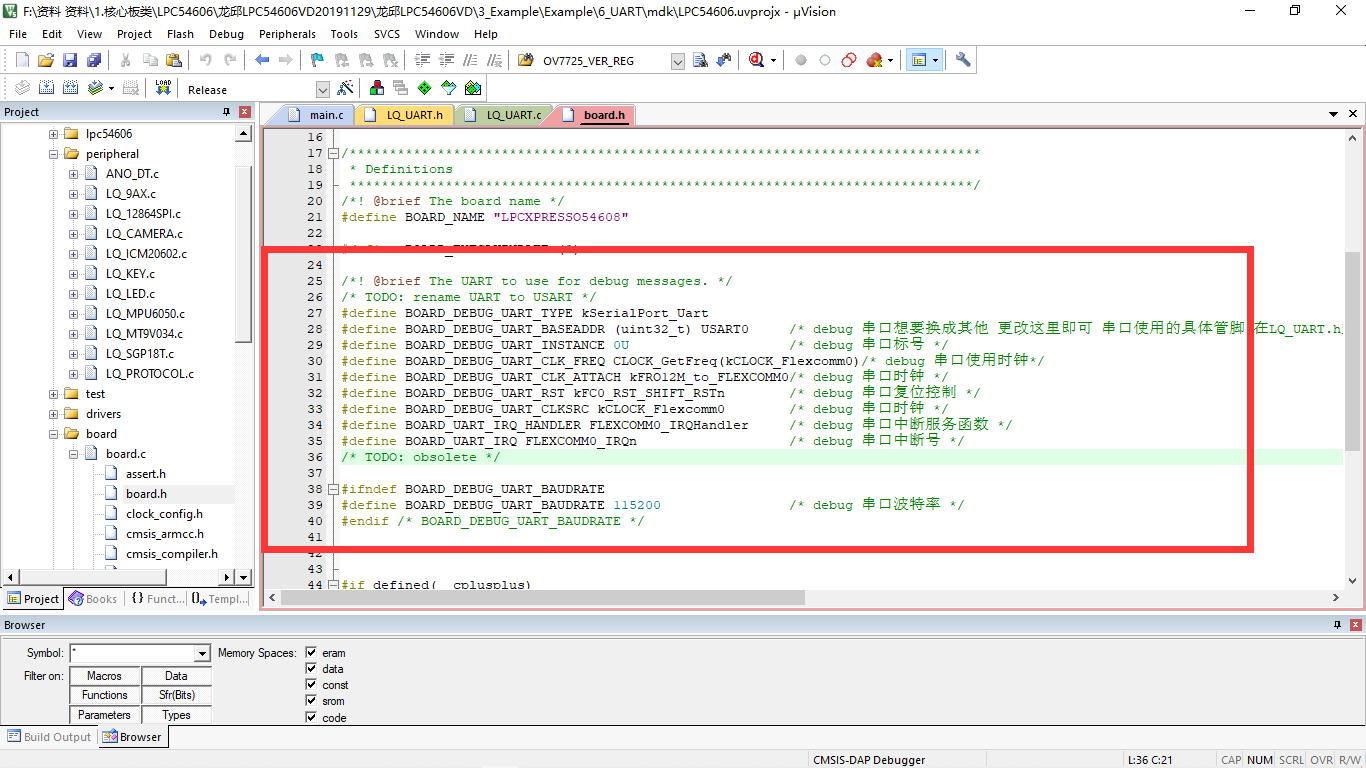 F:\资料 资料\1.核心板类\LPC54606\龙邱LPC54606VD20191129\龙邱LPC54606VD\3_Example\Example\6_UART\mdk\LPC54606.uvprojx - µVision
File Edit View Project Flash Debug Peripherals Tools SVCS Window Help
OV7725_VER_REG
LOAD Release
Project
main.c LQ_UART.h LQ_UART.c board.h
lpc54606
peripheral
ANO_DT.c
LQ_9AX.c
LQ_12864SPI.c
LQ_CAMERA.c
LQ_ICM20602.c
LQ_KEY.c
LQ_LED.c
LQ_MPU6050.c
LQ_MT9V034.c
LQ_SGP18T.c
LQ_PROTOCOL.c
test
drivers
board
board.c
assert.h
board.h
clock_config.h
cmsis_armcc.h
cmsis_compiler.h
16
17 /*******************************************************************************
18 * Definitions
19 ******************************************************************************/
20 /*! @brief The board name */
21 #define BOARD_NAME "LPCXPRESSO54608"
22
24
25 /*! @brief The UART to use for debug messages. */
26 /* TODO: rename UART to USART */
27 #define BOARD_DEBUG_UART_TYPE kSerialPort_Uart
28 #define BOARD_DEBUG_UART_BASEADDR (uint32_t) USART0 /* debug 串口想要换成其他 更改这里即可 串口使用的具体管脚 在LQ_UART.h
29 #define BOARD_DEBUG_UART_INSTANCE 0U /* debug 串口标号 */
30 #define BOARD_DEBUG_UART_CLK_FREQ CLOCK_GetFreq(kCLOCK_Flexcomm0)/* debug 串口使用时钟*/
31 #define BOARD_DEBUG_UART_CLK_ATTACH kFRO12M_to_FLEXCOMM0/* debug 串口时钟 */
32 #define BOARD_DEBUG_UART_RST kFC0_RST_SHIFT_RSTn /* debug 串口复位控制 */
33 #define BOARD_DEBUG_UART_CLKSRC kCLOCK_Flexcomm0 /* debug 串口时钟 */
34 #define BOARD_UART_IRQ_HANDLER FLEXCOMM0_IRQHandler /* debug 串口中断服务函数 */
35 #define BOARD_UART_IRQ FLEXCOMM0_IRQn /* debug 串口中断号 */
36 /* TODO: obsolete */
37
38 #ifndef BOARD_DEBUG_UART_BAUDRATE
39 #define BOARD_DEBUG_UART_BAUDRATE 115200 /* debug 串口波特率 */
40 #endif /* BOARD_DEBUG_UART_BAUDRATE */
41
42
43
44 #if defined(__cplusplus)
Project Books {} Funct... Templ...
Browser
Symbol: * Memory Spaces: eram
Filter on: Macros Data data
const
Functions Sfr(Bits) srom
Parameters Types code
Build Output Browser
CMSIS-DAP Debugger L:36 C:21 CAP NUM SCRL OVR R/W